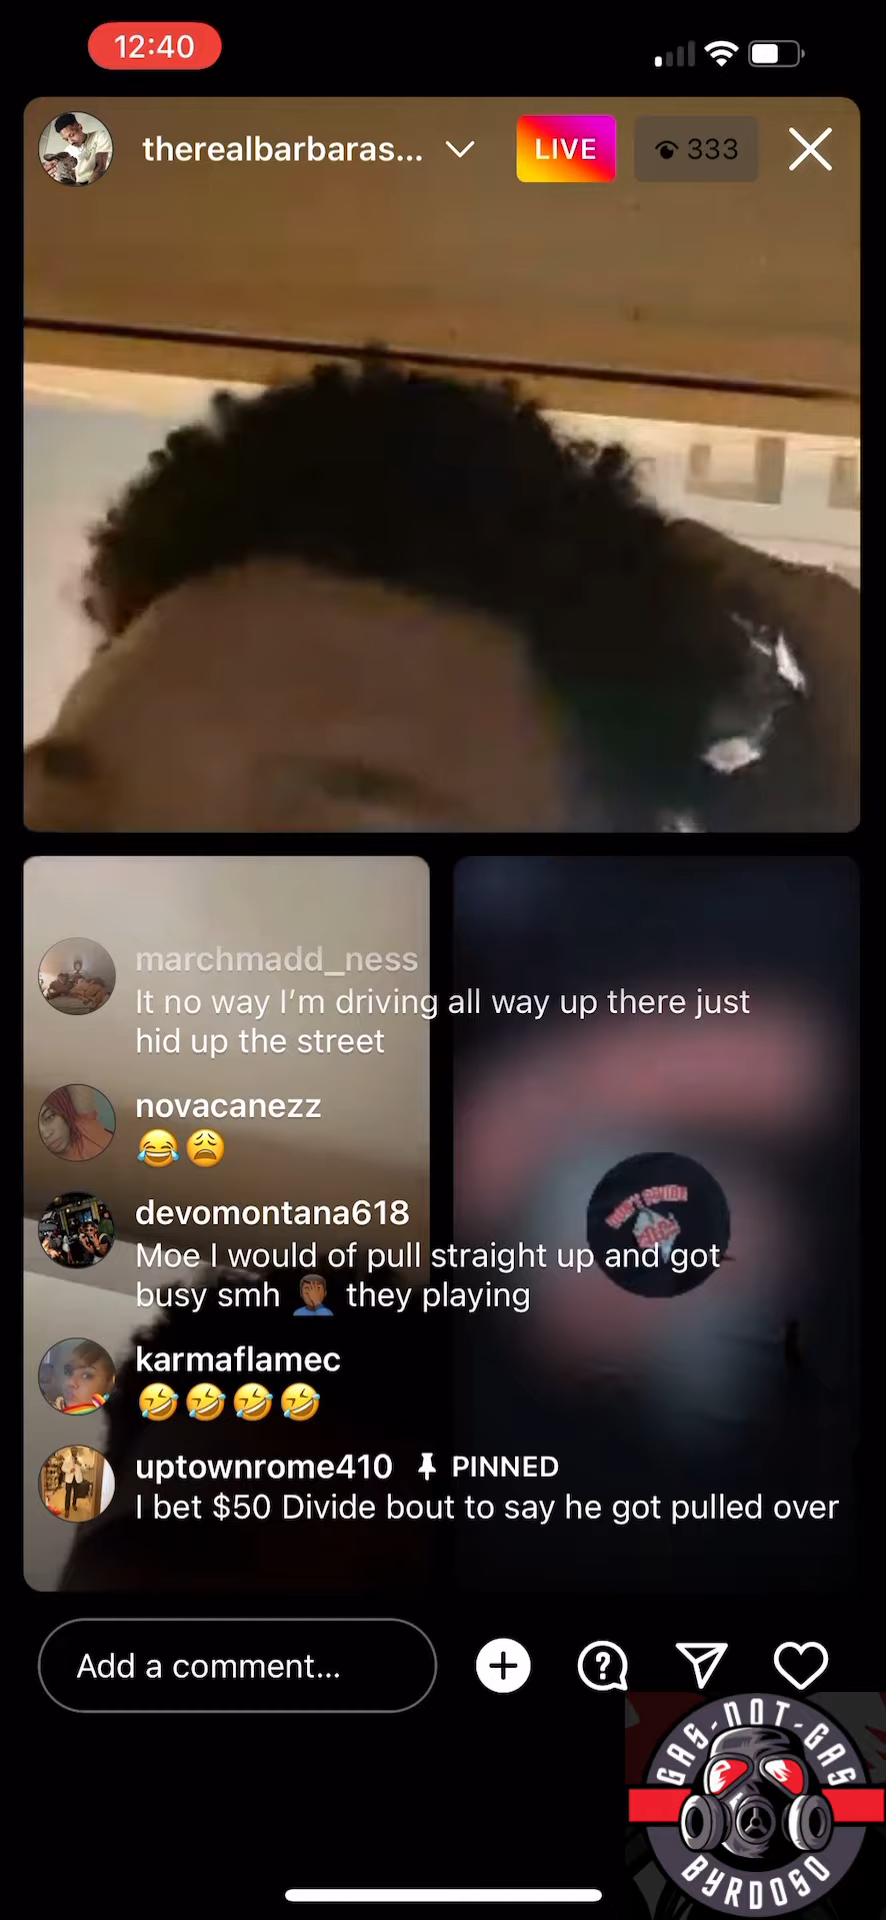 12:40
therealbarbaras...
LIVE
333
marchmadd_ness
It no way I’m driving all way up there just
hid up the street
novacanezz
😂😩
devomontana618
Moe I would of pull straight up and got
busy smh 🤦🏾‍♂️ they playing
karmaflamec
🤣🤣🤣🤣
uptownrome410 PINNED
I bet $50 Divide bout to say he got pulled over
Add a comment...
GAS-NOT-GAS
BYRDOSO